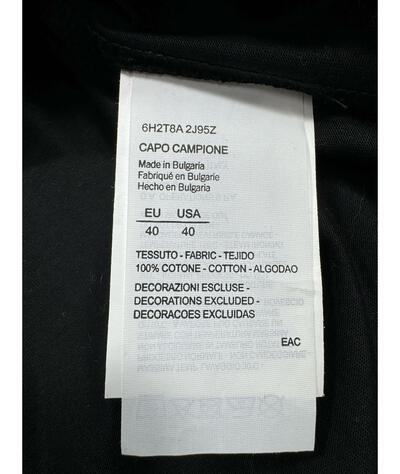 6H2T8A 2J95Z
CAPO CAMPIONE
Made in Bulgaria
Fabriqué en Bulgarie
Hecho en Bulgaria
EU USA
40 40
TESSUTO - FABRIC - TEJIDO
100% COTONE - COTTON - ALGODAO
DECORAZIONI ESCLUSE -
DECORATIONS EXCLUDED -
DECORACOES EXCLUIDAS
EAC